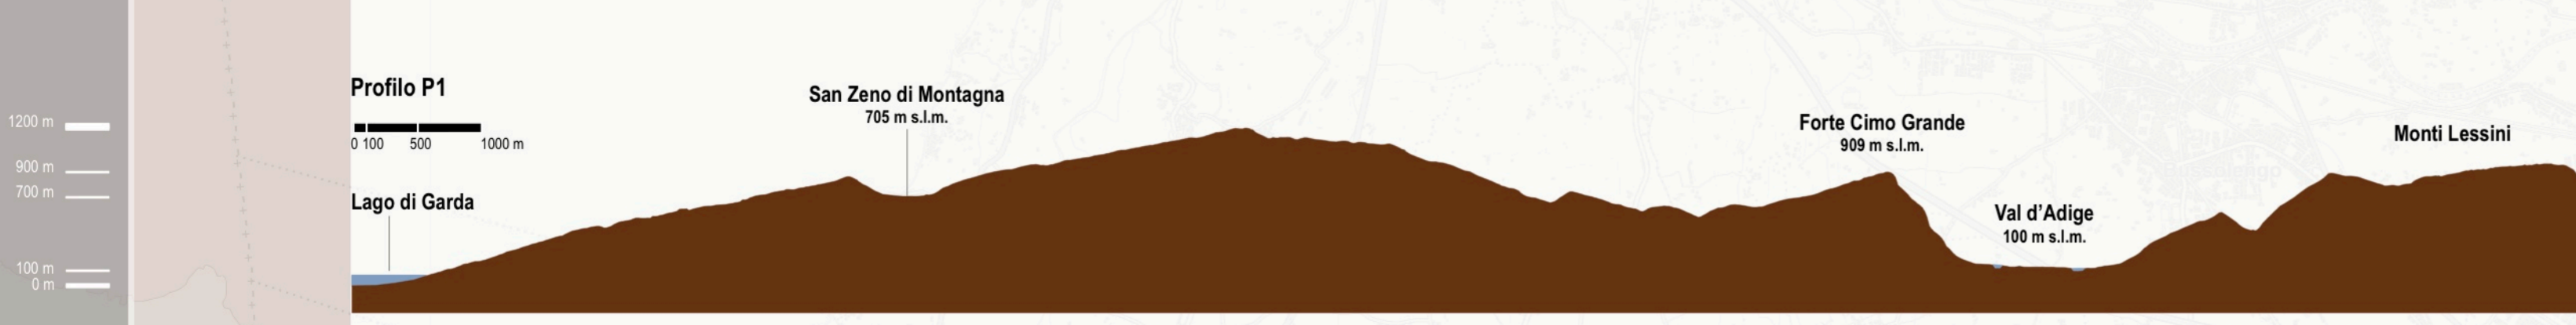 1200 m
900 m
700 m
100 m
0 m
Profilo P1
0 100 500 1000 m
Lago di Garda
San Zeno di Montagna
705 m s.l.m.
Forte Cimo Grande
909 m s.l.m.
Val d’Adige
100 m s.l.m.
Monti Lessini